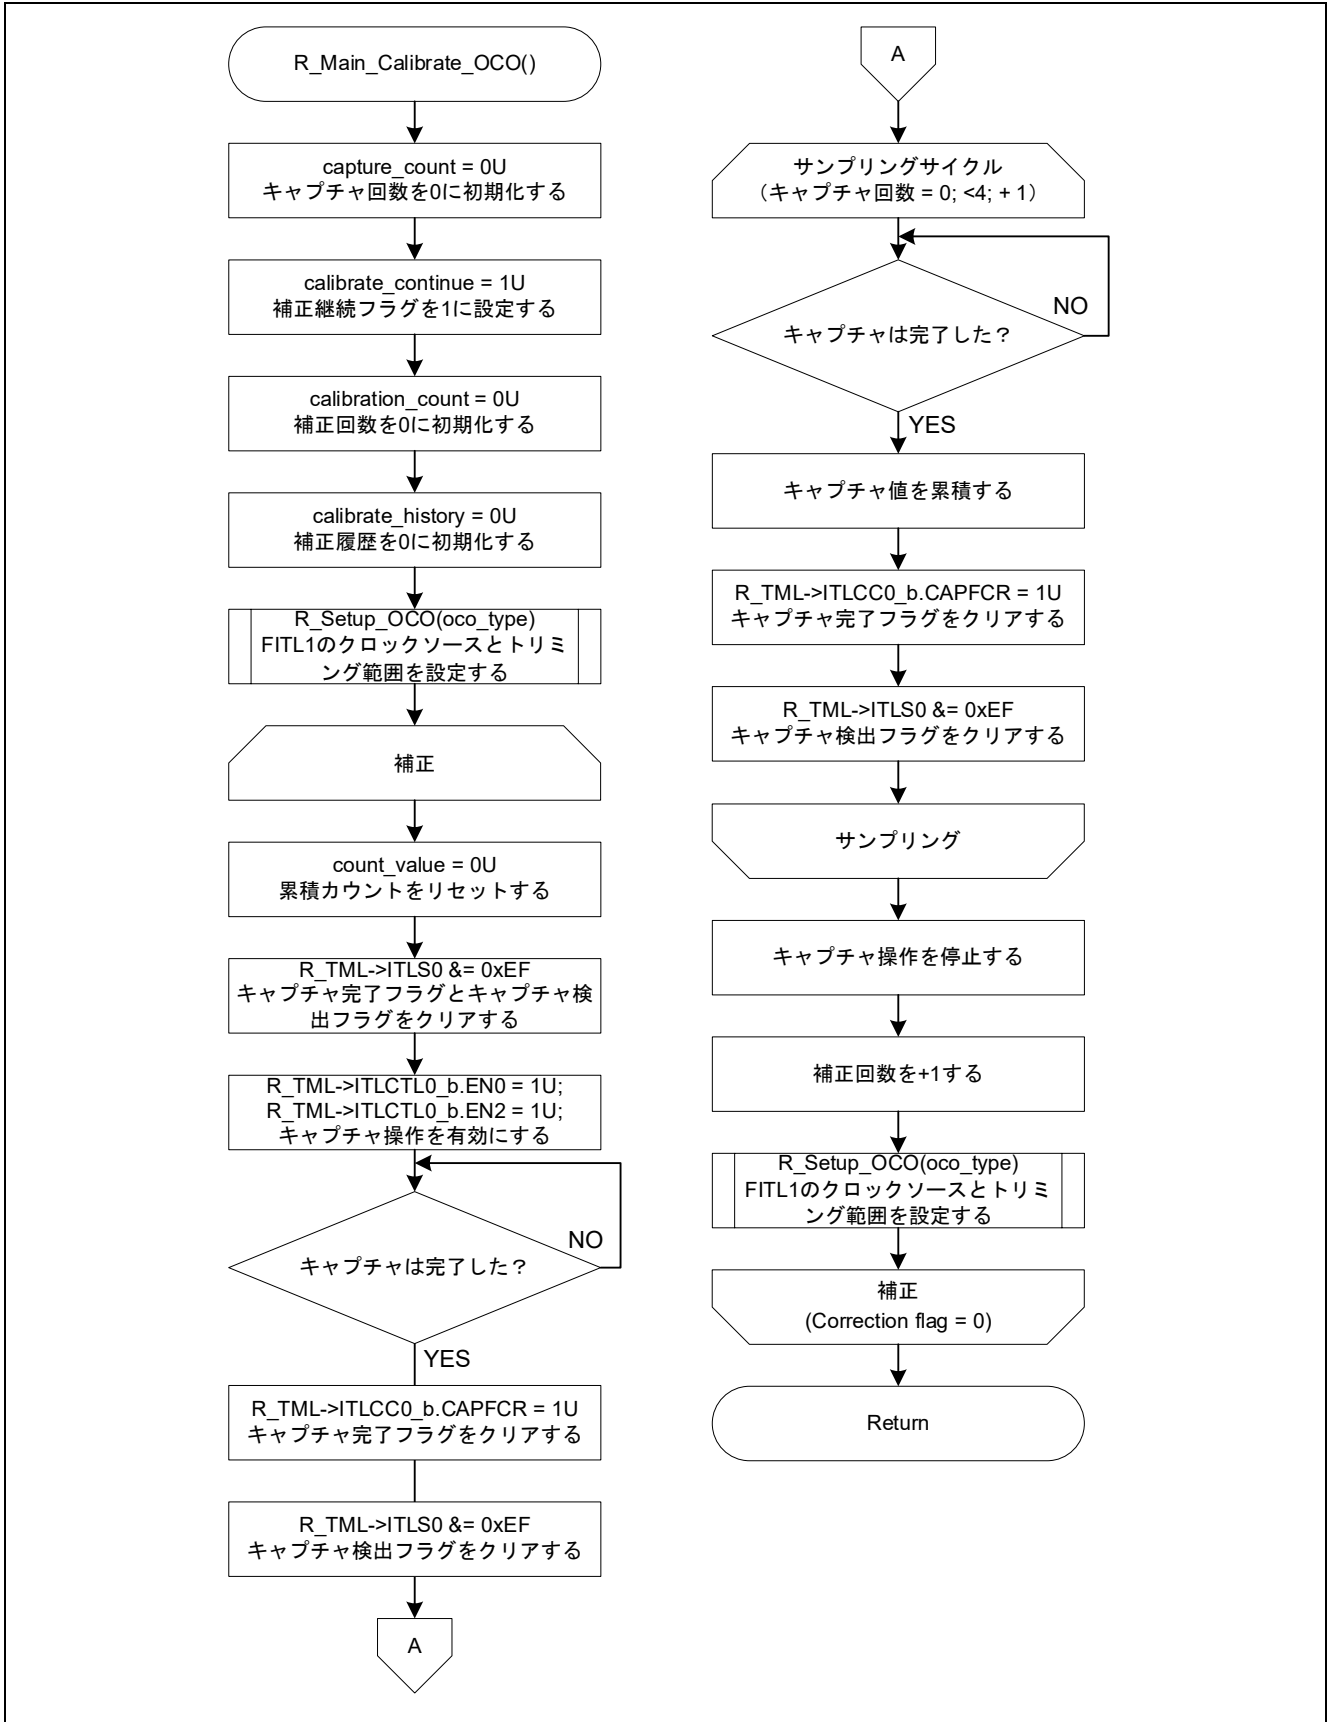 R_Main_Calibrate_OCO()
capture_count = 0U
キャプチャ回数を0に初期化する
calibrate_continue = 1U
補正継続フラグを1に設定する
calibration_count = 0U
補正回数を0に初期化する
calibrate_history = 0U
補正履歴を0に初期化する
R_Setup_OCO(oco_type)
FITL1のクロックソースとトリミ
ング範囲を設定する
補正
count_value = 0U
累積カウントをリセットする
R_TML->ITLS0 &= 0xEF
キャプチャ完了フラグとキャプチャ検
出フラグをクリアする
R_TML->ITLCTL0_b.EN0 = 1U;
R_TML->ITLCTL0_b.EN2 = 1U;
キャプチャ操作を有効にする
キャプチャは完了した？
NO
YES
R_TML->ITLCC0_b.CAPFCR = 1U
キャプチャ完了フラグをクリアする
R_TML->ITLS0 &= 0xEF
キャプチャ検出フラグをクリアする
A
A
サンプリングサイクル
（キャプチャ回数 = 0; <4; + 1）
キャプチャは完了した？
NO
YES
キャプチャ値を累積する
R_TML->ITLCC0_b.CAPFCR = 1U
キャプチャ完了フラグをクリアする
R_TML->ITLS0 &= 0xEF
キャプチャ検出フラグをクリアする
サンプリング
キャプチャ操作を停止する
補正回数を+1する
R_Setup_OCO(oco_type)
FITL1のクロックソースとトリミ
ング範囲を設定する
補正
(Correction flag = 0)
Return